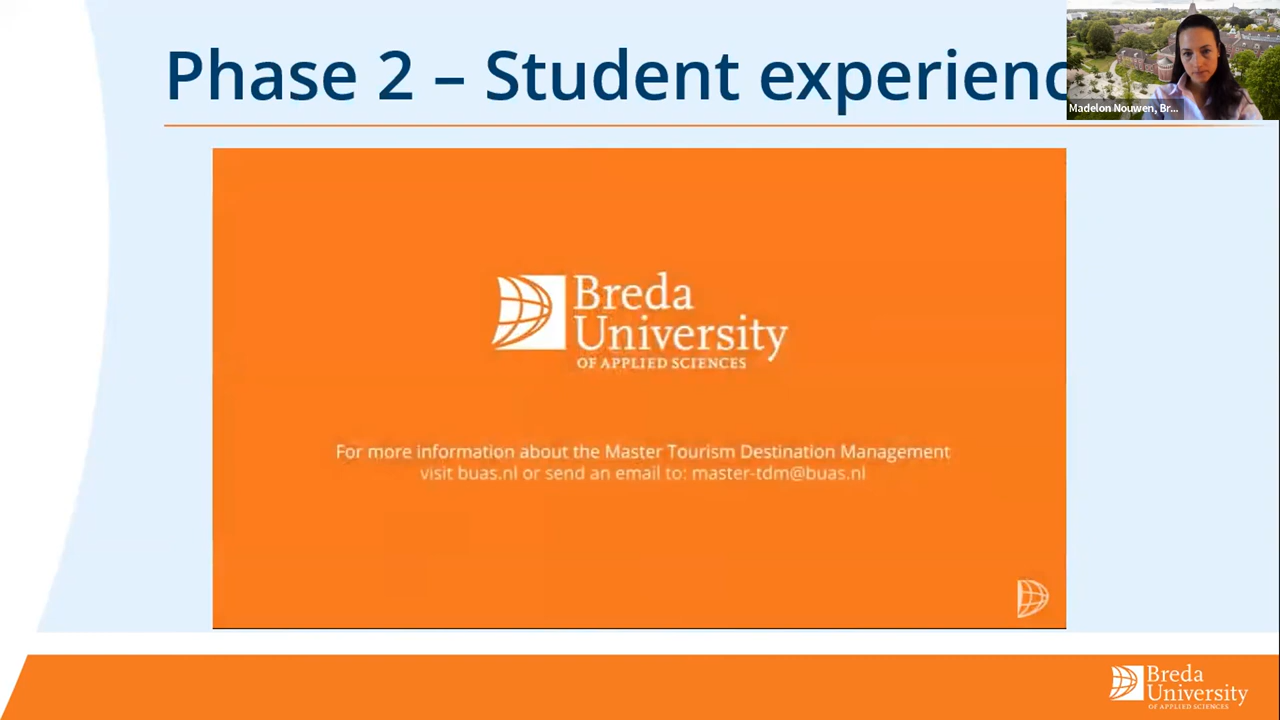 Phase 2 – Student experienc
Madelon Nouwen, Br...
Breda
University
OF APPLIED SCIENCES
For more information about the Master Tourism Destination Management
visit buas.nl or send an email to: master-tdm@buas.nl
Breda
University
OF APPLIED SCIENCES